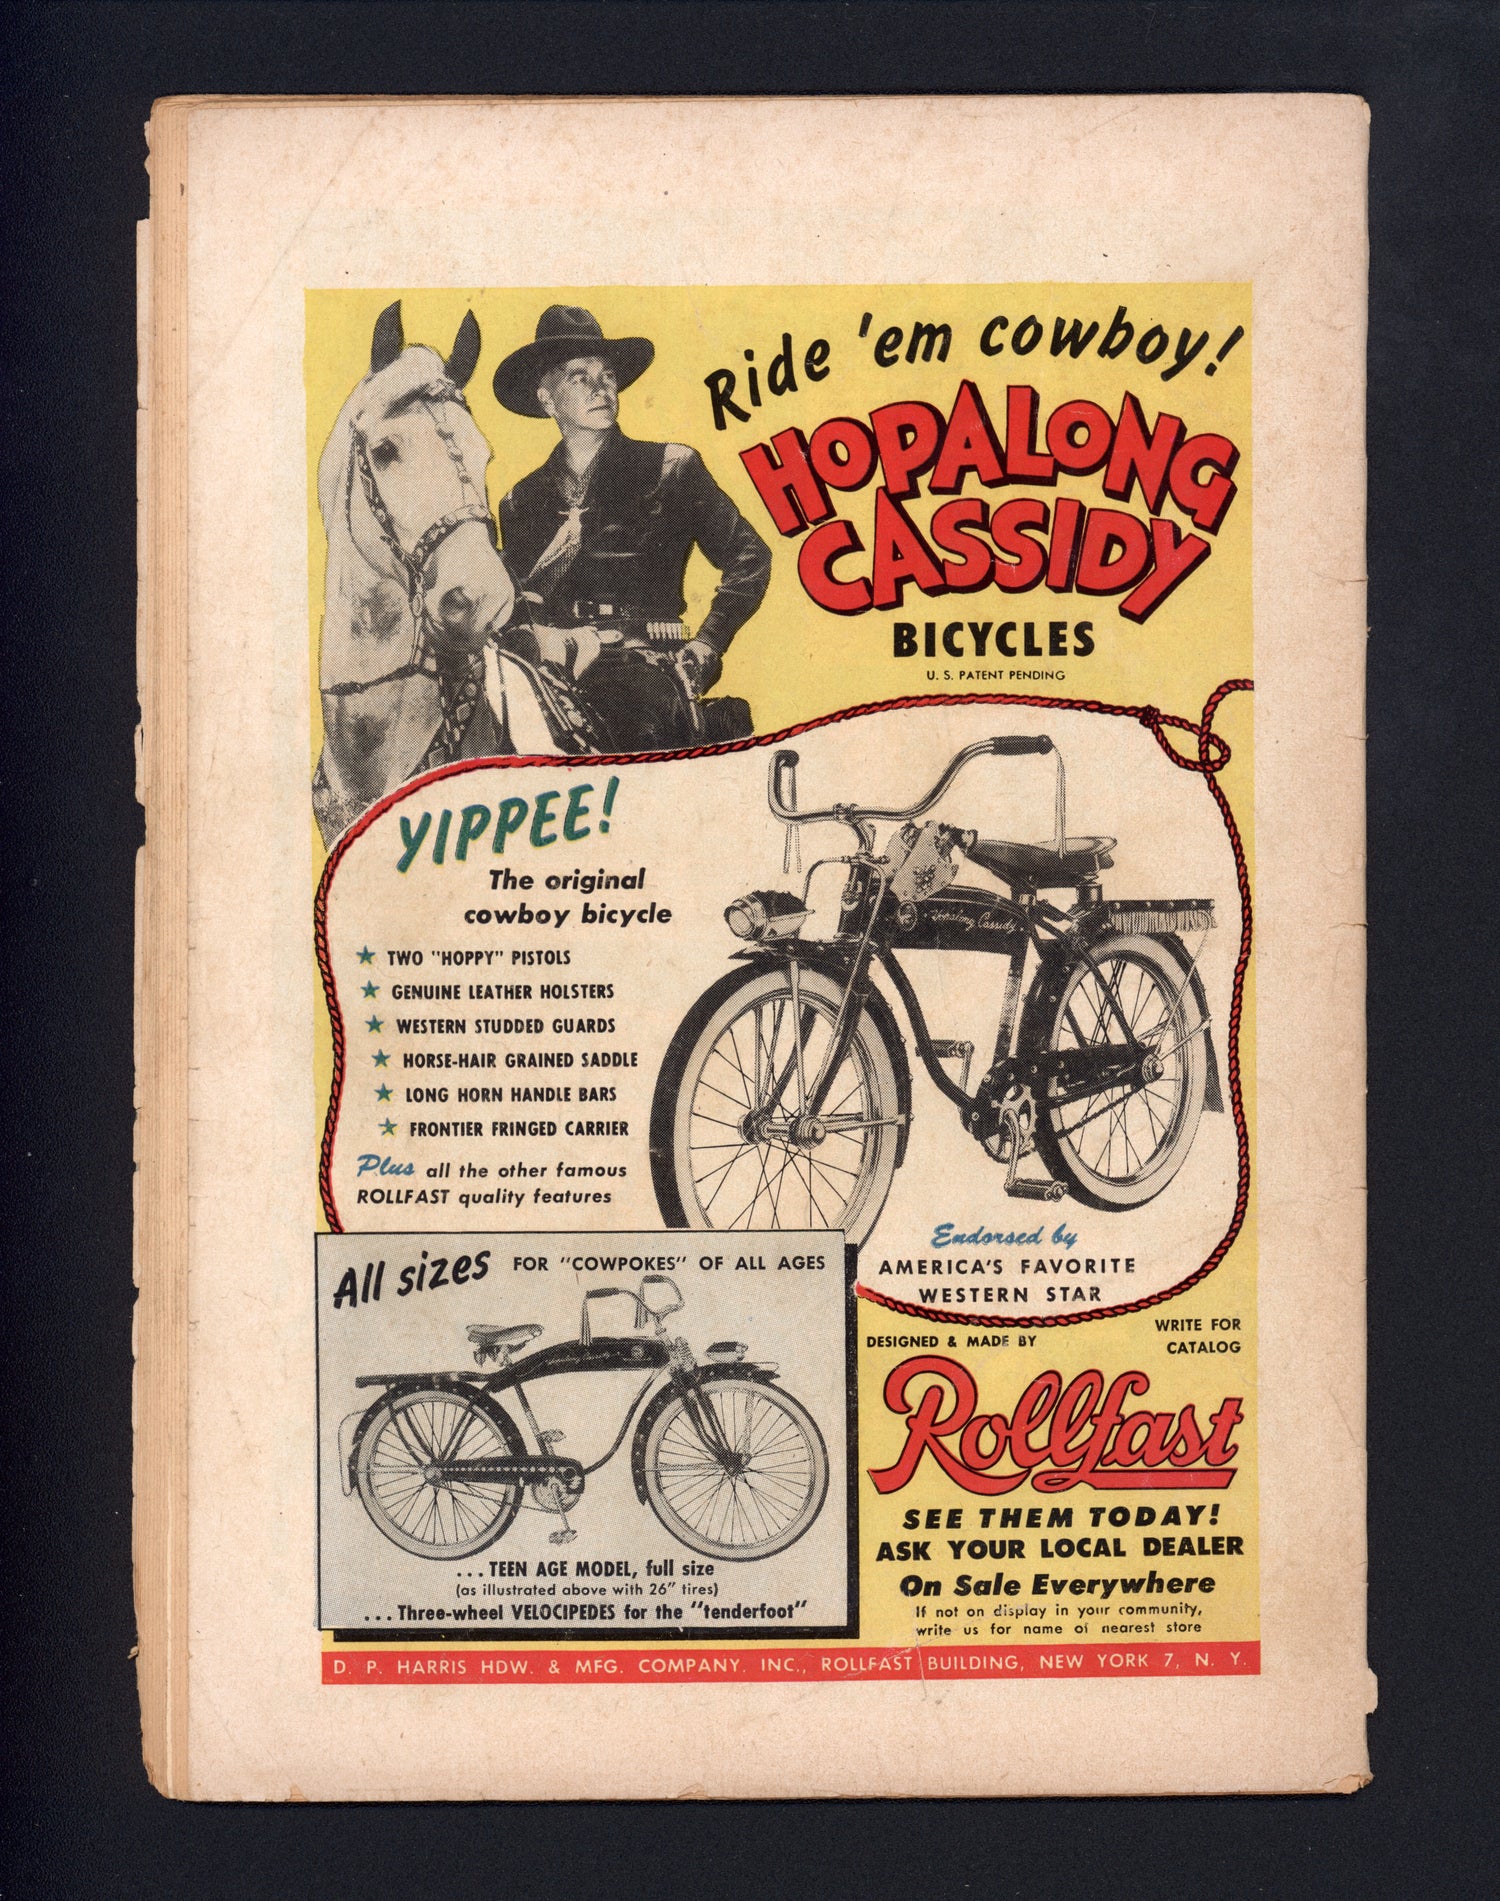 Ride 'em cowboy!
HOPALONG
CASSIDY
BICYCLES
U. S. PATENT PENDING
YIPPEE!
The original
cowboy bicycle
TWO "HOPPY" PISTOLS
GENUINE LEATHER HOLSTERS
WESTERN STUDDED GUARDS
HORSE-HAIR GRAINED SADDLE
LONG HORN HANDLE BARS
FRONTIER FRINGED CARRIER
Plus all the other famous
ROLLFAST quality features
Hopalong Cassidy
Endorsed by
AMERICA'S FAVORITE
WESTERN STAR
All sizes FOR "COWPOKES" OF ALL AGES
...TEEN AGE MODEL, full size
(as illustrated above with 26" tires)
...Three-wheel VELOCIPEDES for the "tenderfoot"
DESIGNED & MADE BY
WRITE FOR
CATALOG
Rollfast
SEE THEM TODAY!
ASK YOUR LOCAL DEALER
On Sale Everywhere
If not on display in your community,
write us for name of nearest store
D. P. HARRIS HDW. & MFG. COMPANY. INC., ROLLFAST BUILDING, NEW YORK 7, N. Y.